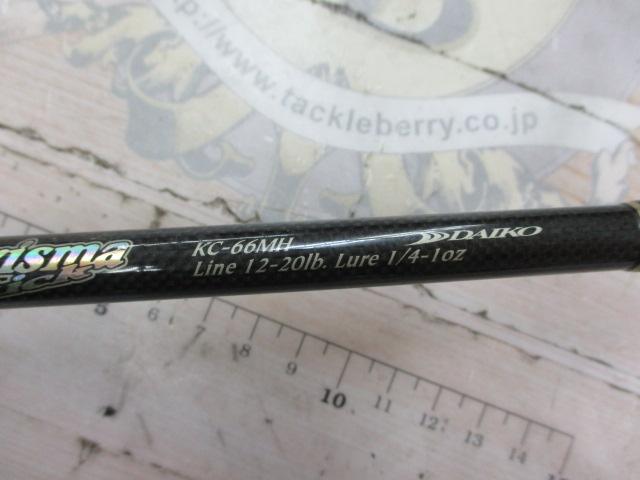 http://www.tackleberry.co.jp
KC-66MH
DAIKO
Line 12-20lb. Lure 1/4-1oz
5 6 7 8 9 10 11 12 13 14